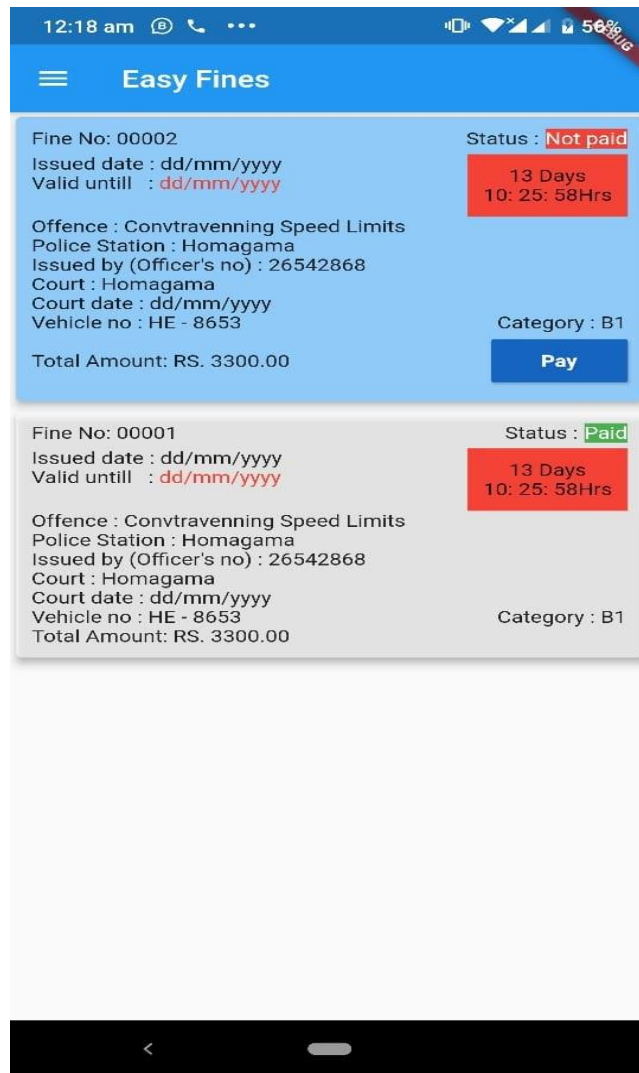 12:18 am B ••• 56%
DEBUG
Easy Fines
Fine No: 00002 Status : Not paid
Issued date : dd/mm/yyyy
Valid untill : dd/mm/yyyy
13 Days
10: 25: 58Hrs
Offence : Convtravenning Speed Limits
Police Station : Homagama
Issued by (Officer's no) : 26542868
Court : Homagama
Court date : dd/mm/yyyy
Vehicle no : HE - 8653 Category : B1
Total Amount: RS. 3300.00 Pay
Fine No: 00001 Status : Paid
Issued date : dd/mm/yyyy
Valid untill : dd/mm/yyyy
13 Days
10: 25: 58Hrs
Offence : Convtravenning Speed Limits
Police Station : Homagama
Issued by (Officer's no) : 26542868
Court : Homagama
Court date : dd/mm/yyyy
Vehicle no : HE - 8653 Category : B1
Total Amount: RS. 3300.00